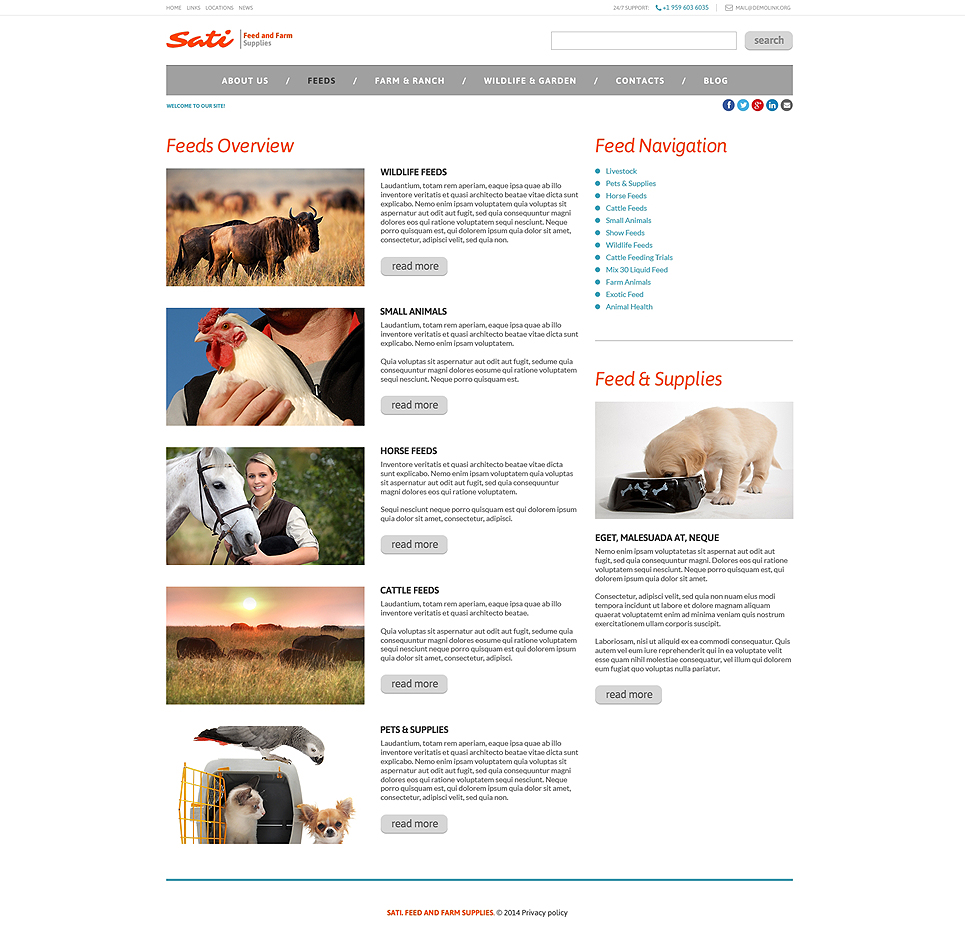 HOME LINKS LOCATIONS NEWS
24/7 SUPPORT: +1 959 603 6035 MAIL@DEMOLINK.ORG
Sati
Feed and Farm
Supplies
search
ABOUT US / FEEDS / FARM & RANCH / WILDLIFE & GARDEN / CONTACTS / BLOG
WELCOME TO OUR SITE!
Feeds Overview
WILDLIFE FEEDS
Laudantium, totam rem aperiam, eaque ipsa quae ab illo
inventore veritatis et quasi architecto beatae vitae dicta sunt
explicabo. Nemo enim ipsam voluptatem quia voluptas sit
aspernatur aut odit aut fugit, sed quia consequuntur magni
dolores eos qui ratione voluptatem sequi nesciunt. Neque
porro quisquam est, qui dolorem ipsum quia dolor sit amet,
consectetur, adipisci velit, sed quia non.
read more
SMALL ANIMALS
Laudantium, totam rem aperiam, eaque ipsa quae ab illo
inventore veritatis et quasi architecto beatae vitae dicta sunt
explicabo. Nemo enim ipsam voluptatem.
Quia voluptas sit aspernatur aut odit aut fugit, sedume quia
consequuntur magni dolores eosume qui ratione voluptatem
sequi nesciunt. Neque porro quisquam est.
read more
HORSE FEEDS
Inventore veritatis et quasi architecto beatae vitae dicta
sunt explicabo. Nemo enim ipsam voluptatem quia voluptas
sit aspernatur aut odit aut fugit, sed quia consequuntur
magni dolores eos qui ratione voluptatem.
Sequi nesciunt neque porro quisquam est qui dolorem ipsum
quia dolor sit amet, consectetur, adipisci.
read more
CATTLE FEEDS
Laudantium, totam rem aperiam, eaque ipsa quae ab illo
inventore veritatis et quasi architecto beatae.
Quia voluptas sit aspernatur aut odit aut fugit, sedume quia
consequuntur magni dolores eosume qui ratione voluptatem
sequi nesciunt neque porro quisquam est qui dolorem ipsum
quia dolor sit amet, consectetur, adipisci.
read more
PETS & SUPPLIES
Laudantium, totam rem aperiam, eaque ipsa quae ab illo
inventore veritatis et quasi architecto beatae vitae dicta sunt
explicabo. Nemo enim ipsam voluptatem quia voluptas sit
aspernatur aut odit aut fugit, sed quia consequuntur magni
dolores eos qui ratione voluptatem sequi nesciunt. Neque
porro quisquam est, qui dolorem ipsum quia dolor sit amet,
consectetur, adipisci velit, sed quia non.
read more
Feed Navigation
Livestock
Pets & Supplies
Horse Feeds
Cattle Feeds
Small Animals
Show Feeds
Wildlife Feeds
Cattle Feeding Trials
Mix 30 Liquid Feed
Farm Animals
Exotic Feed
Animal Health
Feed & Supplies
EGET, MALESUADA AT, NEQUE
Nemo enim ipsam voluptatetas sit aspernat aut odit aut
fugit, sed quia consequuntur magni. Dolores eos qui ratione
voluptatem sequi nesciunt. Neque porro quisquam est, qui
dolorem ipsum quia dolor sit amet.
Consectetur, adipisci velit, sed quia non nuam eius modi
tempora incidunt ut labore et dolore magnam aliquam
quaerat voluptatemt enim ad minima veniam quis nostrum
exercitationem ullam corporis suscipit.
Laboriosam, nisi ut aliquid ex ea commodi consequatur. Quis
autem vel eum iure reprehenderit qui in ea voluptate velit
esse quam nihil molestiae consequatur, vel illum qui dolorem
eum fugiat quo voluptas nulla pariatur.
read more
SATI. FEED AND FARM SUPPLIES. © 2014 Privacy policy